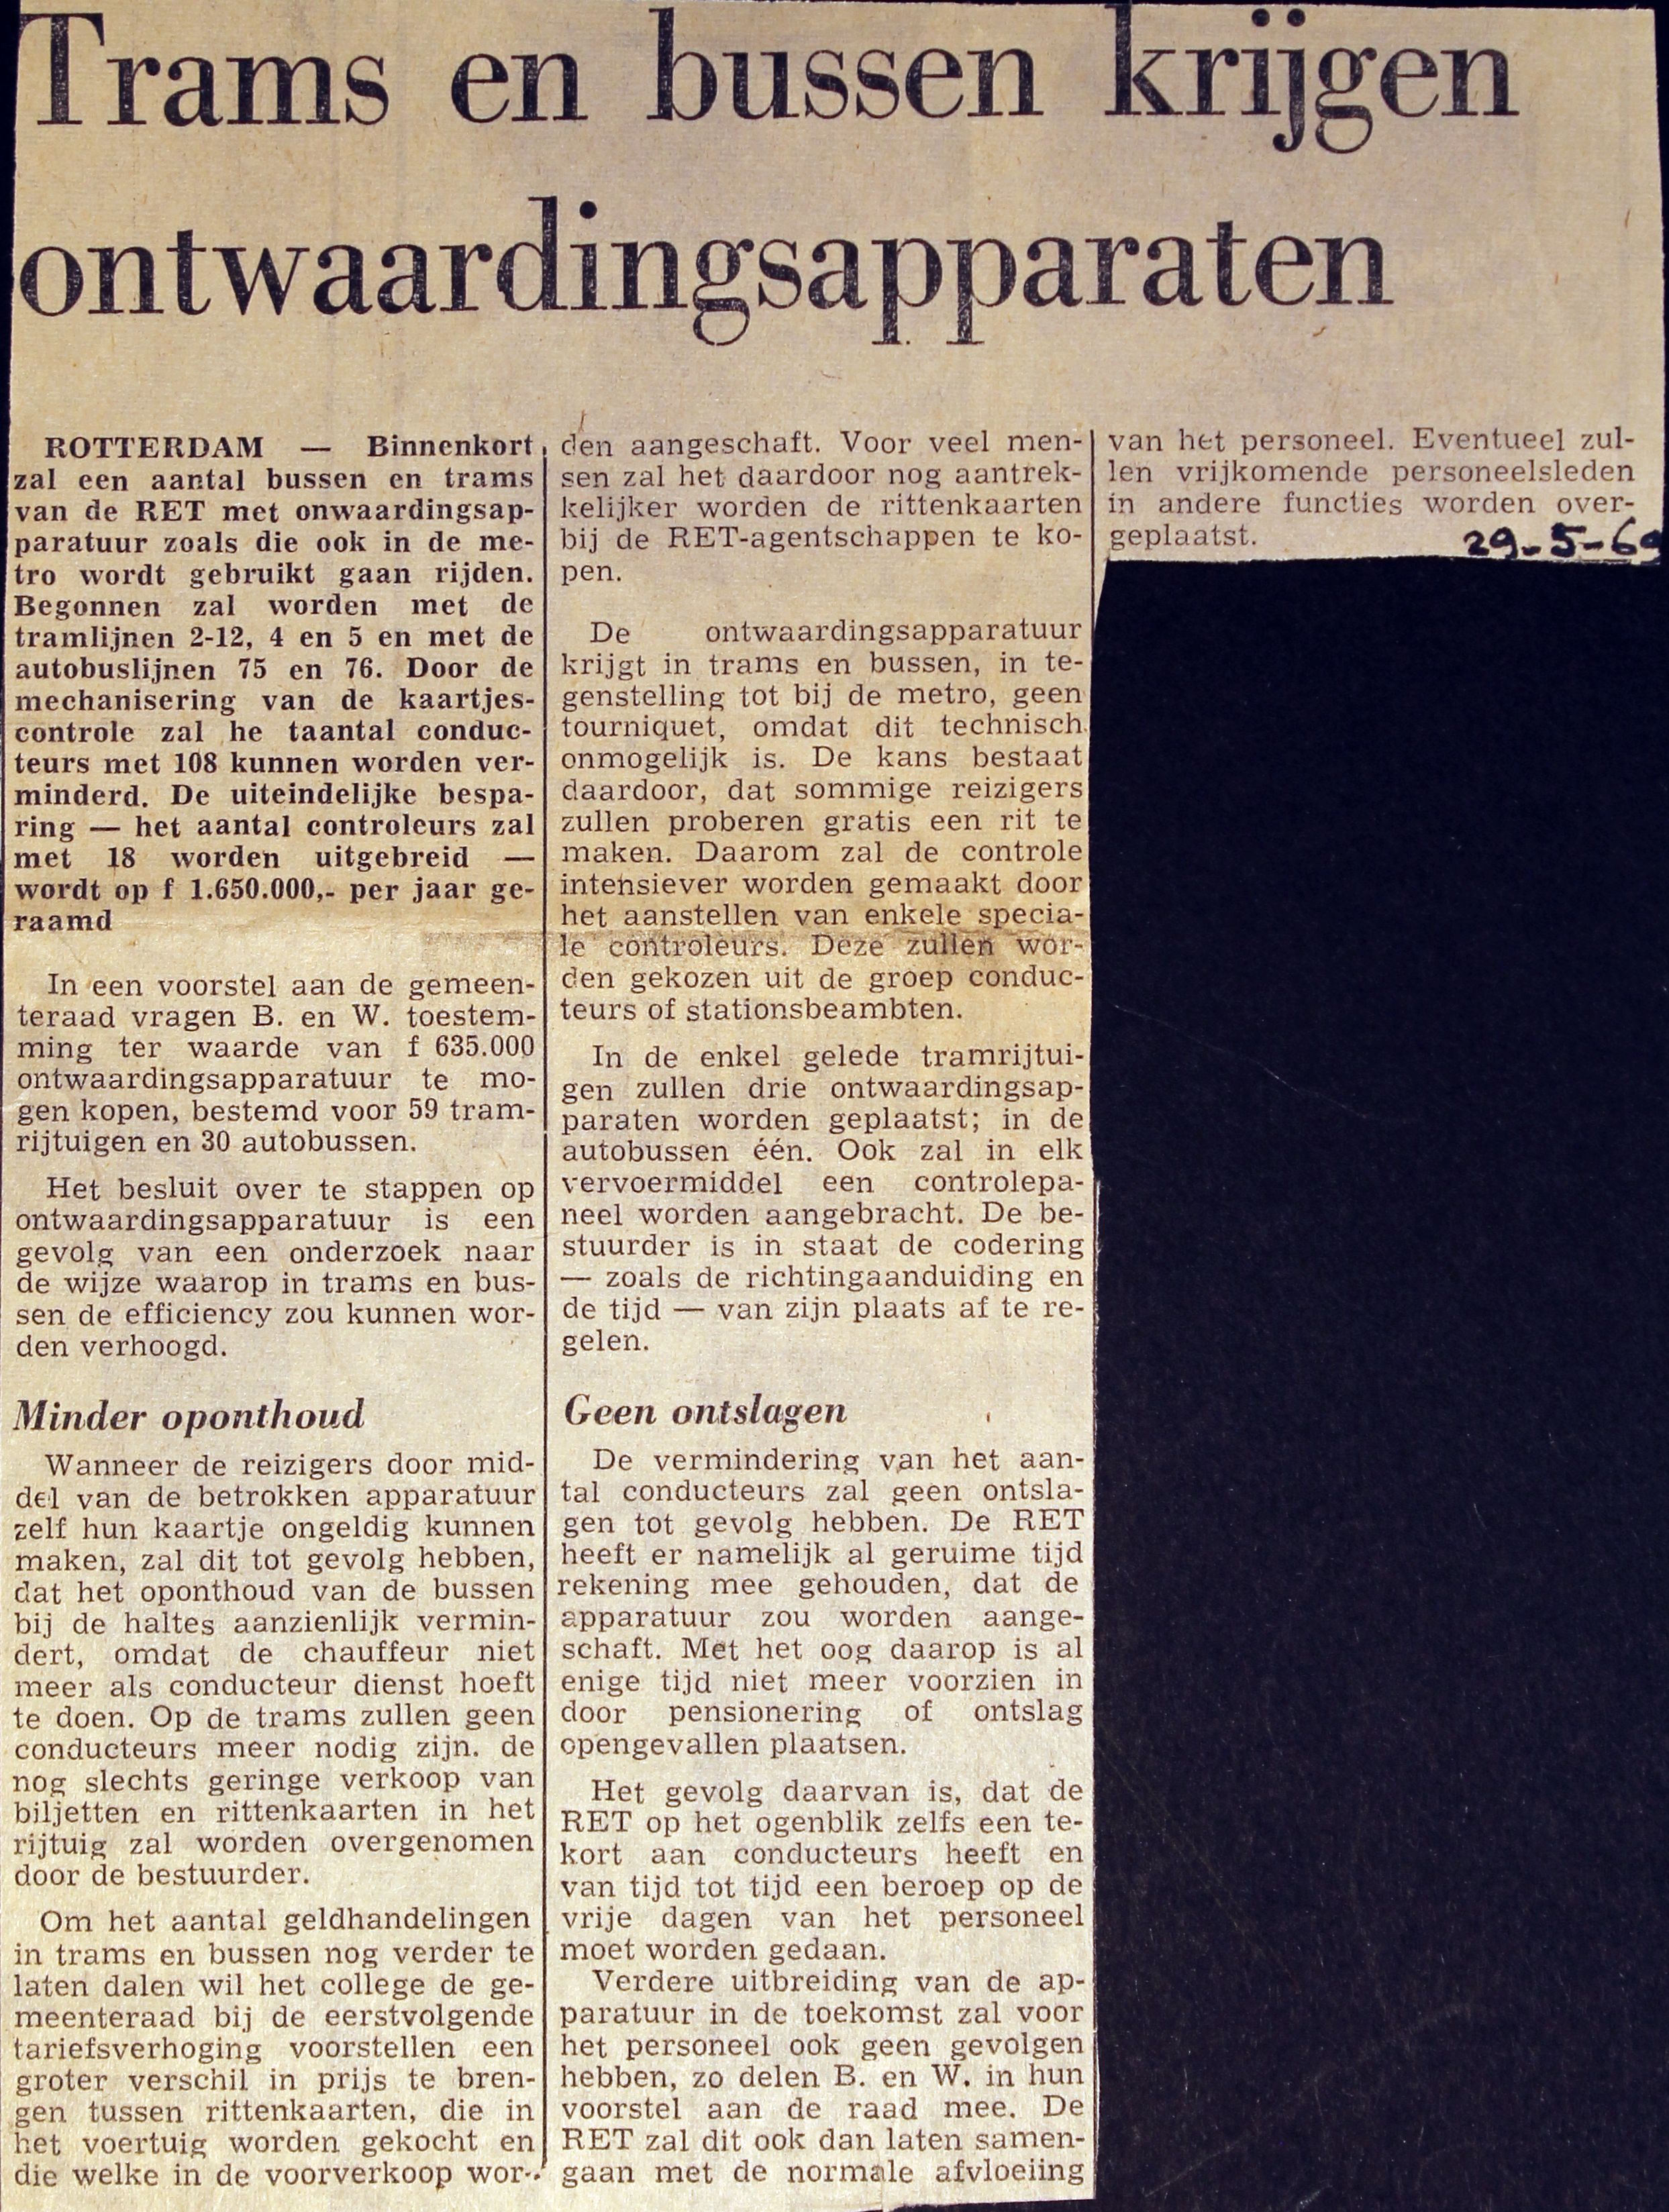 Trams en bussen krijgen
ontwaardingsapparaten
ROTTERDAM — Binnenkort
zal een aantal bussen en trams
van de RET met onwaardingsap-
paratuur zoals die ook in de me-
tro wordt gebruikt gaan rijden.
Begonnen zal worden met de
tramlijnen 2-12, 4 en 5 en met de
autobuslijnen 75 en 76. Door de
mechanisering van de kaartjes-
controle zal he taantal conduc-
teurs met 108 kunnen worden ver-
minderd. De uiteindelijke bespa-
ring — het aantal controleurs zal
met 18 worden uitgebreid —
wordt op f 1.650.000,- per jaar ge-
raamd
In een voorstel aan de gemeen-
teraad vragen B. en W. toestem-
ming ter waarde van f 635.000
ontwaardingsapparatuur te mo-
gen kopen, bestemd voor 59 tram-
rijtuigen en 30 autobussen.
Het besluit over te stappen op
ontwaardingsapparatuur is een
gevolg van een onderzoek naar
de wijze waarop in trams en bus-
sen de efficiency zou kunnen wor-
den verhoogd.
Minder oponthoud
Wanneer de reizigers door mid-
del van de betrokken apparatuur
zelf hun kaartje ongeldig kunnen
maken, zal dit tot gevolg hebben,
dat het oponthoud van de bussen
bij de haltes aanzienlijk vermin-
dert, omdat de chauffeur niet
meer als conducteur dienst hoeft
te doen. Op de trams zullen geen
conducteurs meer nodig zijn. de
nog slechts geringe verkoop van
biljetten en rittenkaarten in het
rijtuig zal worden overgenomen
door de bestuurder.
Om het aantal geldhandelingen
in trams en bussen nog verder te
laten dalen wil het college de ge-
meenteraad bij de eerstvolgende
tariefsverhoging voorstellen een
groter verschil in prijs te bren-
gen tussen rittenkaarten, die in
het voertuig worden gekocht en
die welke in de voorverkoop wor-
den aangeschaft. Voor veel men-
sen zal het daardoor nog aantrek-
kelijker worden de rittenkaarten
bij de RET-agentschappen te ko-
pen.
De ontwaardingsapparatuur
krijgt in trams en bussen, in te-
genstelling tot bij de metro, geen
tourniquet, omdat dit technisch
onmogelijk is. De kans bestaat
daardoor, dat sommige reizigers
zullen proberen gratis een rit te
maken. Daarom zal de controle
intensiever worden gemaakt door
het aanstellen van enkele specia-
le controleurs. Deze zullen wor-
den gekozen uit de groep conduc-
teurs of stationsbeambten.
In de enkel gelede tramrijtui-
gen zullen drie ontwaardingsap-
paraten worden geplaatst; in de
autobussen één. Ook zal in elk
vervoermiddel een controlepa-
neel worden aangebracht. De be-
stuurder is in staat de codering
— zoals de richtingaanduiding en
de tijd — van zijn plaats af te re-
gelen.
Geen ontslagen
De vermindering van het aan-
tal conducteurs zal geen ontsla-
gen tot gevolg hebben. De RET
heeft er namelijk al geruime tijd
rekening mee gehouden, dat de
apparatuur zou worden aange-
schaft. Met het oog daarop is al
enige tijd niet meer voorzien in
door pensionering of ontslag
opengevallen plaatsen.
Het gevolg daarvan is, dat de
RET op het ogenblik zelfs een te-
kort aan conducteurs heeft en
van tijd tot tijd een beroep op de
vrije dagen van het personeel
moet worden gedaan.
Verdere uitbreiding van de ap-
paratuur in de toekomst zal voor
het personeel ook geen gevolgen
hebben, zo delen B. en W. in hun
voorstel aan de raad mee. De
RET zal dit ook dan laten samen-
gaan met de normale afvloeiing
van het personeel. Eventueel zul-
len vrijkomende personeelsleden
in andere functies worden over-
geplaatst.
29-5-69